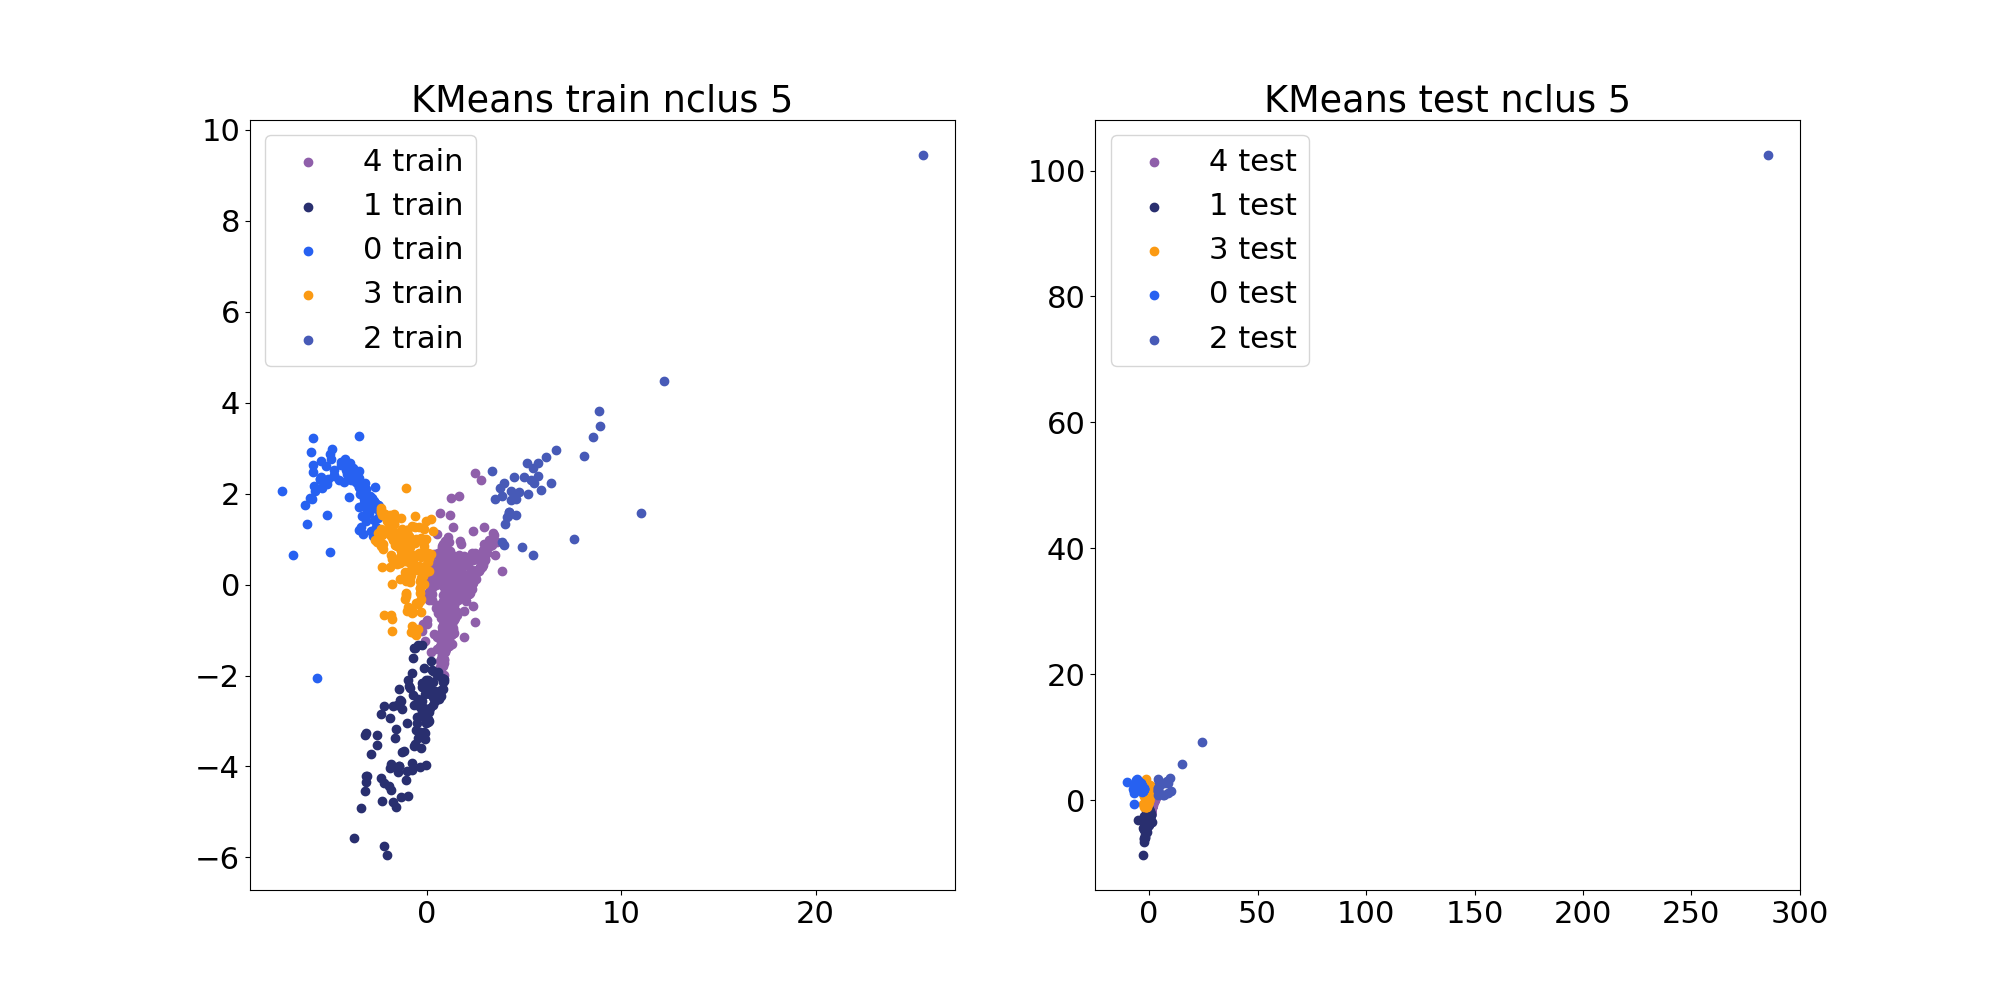 KMeans train nclus 5
10
8
6
4
2
0
−2
−4
−6
0 10 20
4 train
1 train
0 train
3 train
2 train
KMeans test nclus 5
100
80
60
40
20
0
0 50 100 150 200 250 300
4 test
1 test
3 test
0 test
2 test